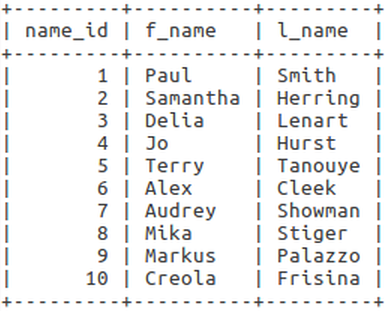 +---------+----------+----------+
| name_id | f_name   | l_name   |
+---------+----------+----------+
|       1 | Paul     | Smith    |
|       2 | Samantha | Herring  |
|       3 | Delia    | Lenart   |
|       4 | Jo       | Hurst    |
|       5 | Terry    | Tanouye  |
|       6 | Alex     | Cleek    |
|       7 | Audrey   | Showman  |
|       8 | Mika     | Stiger   |
|       9 | Markus   | Palazzo  |
|      10 | Creola   | Frisina  |
+---------+----------+----------+